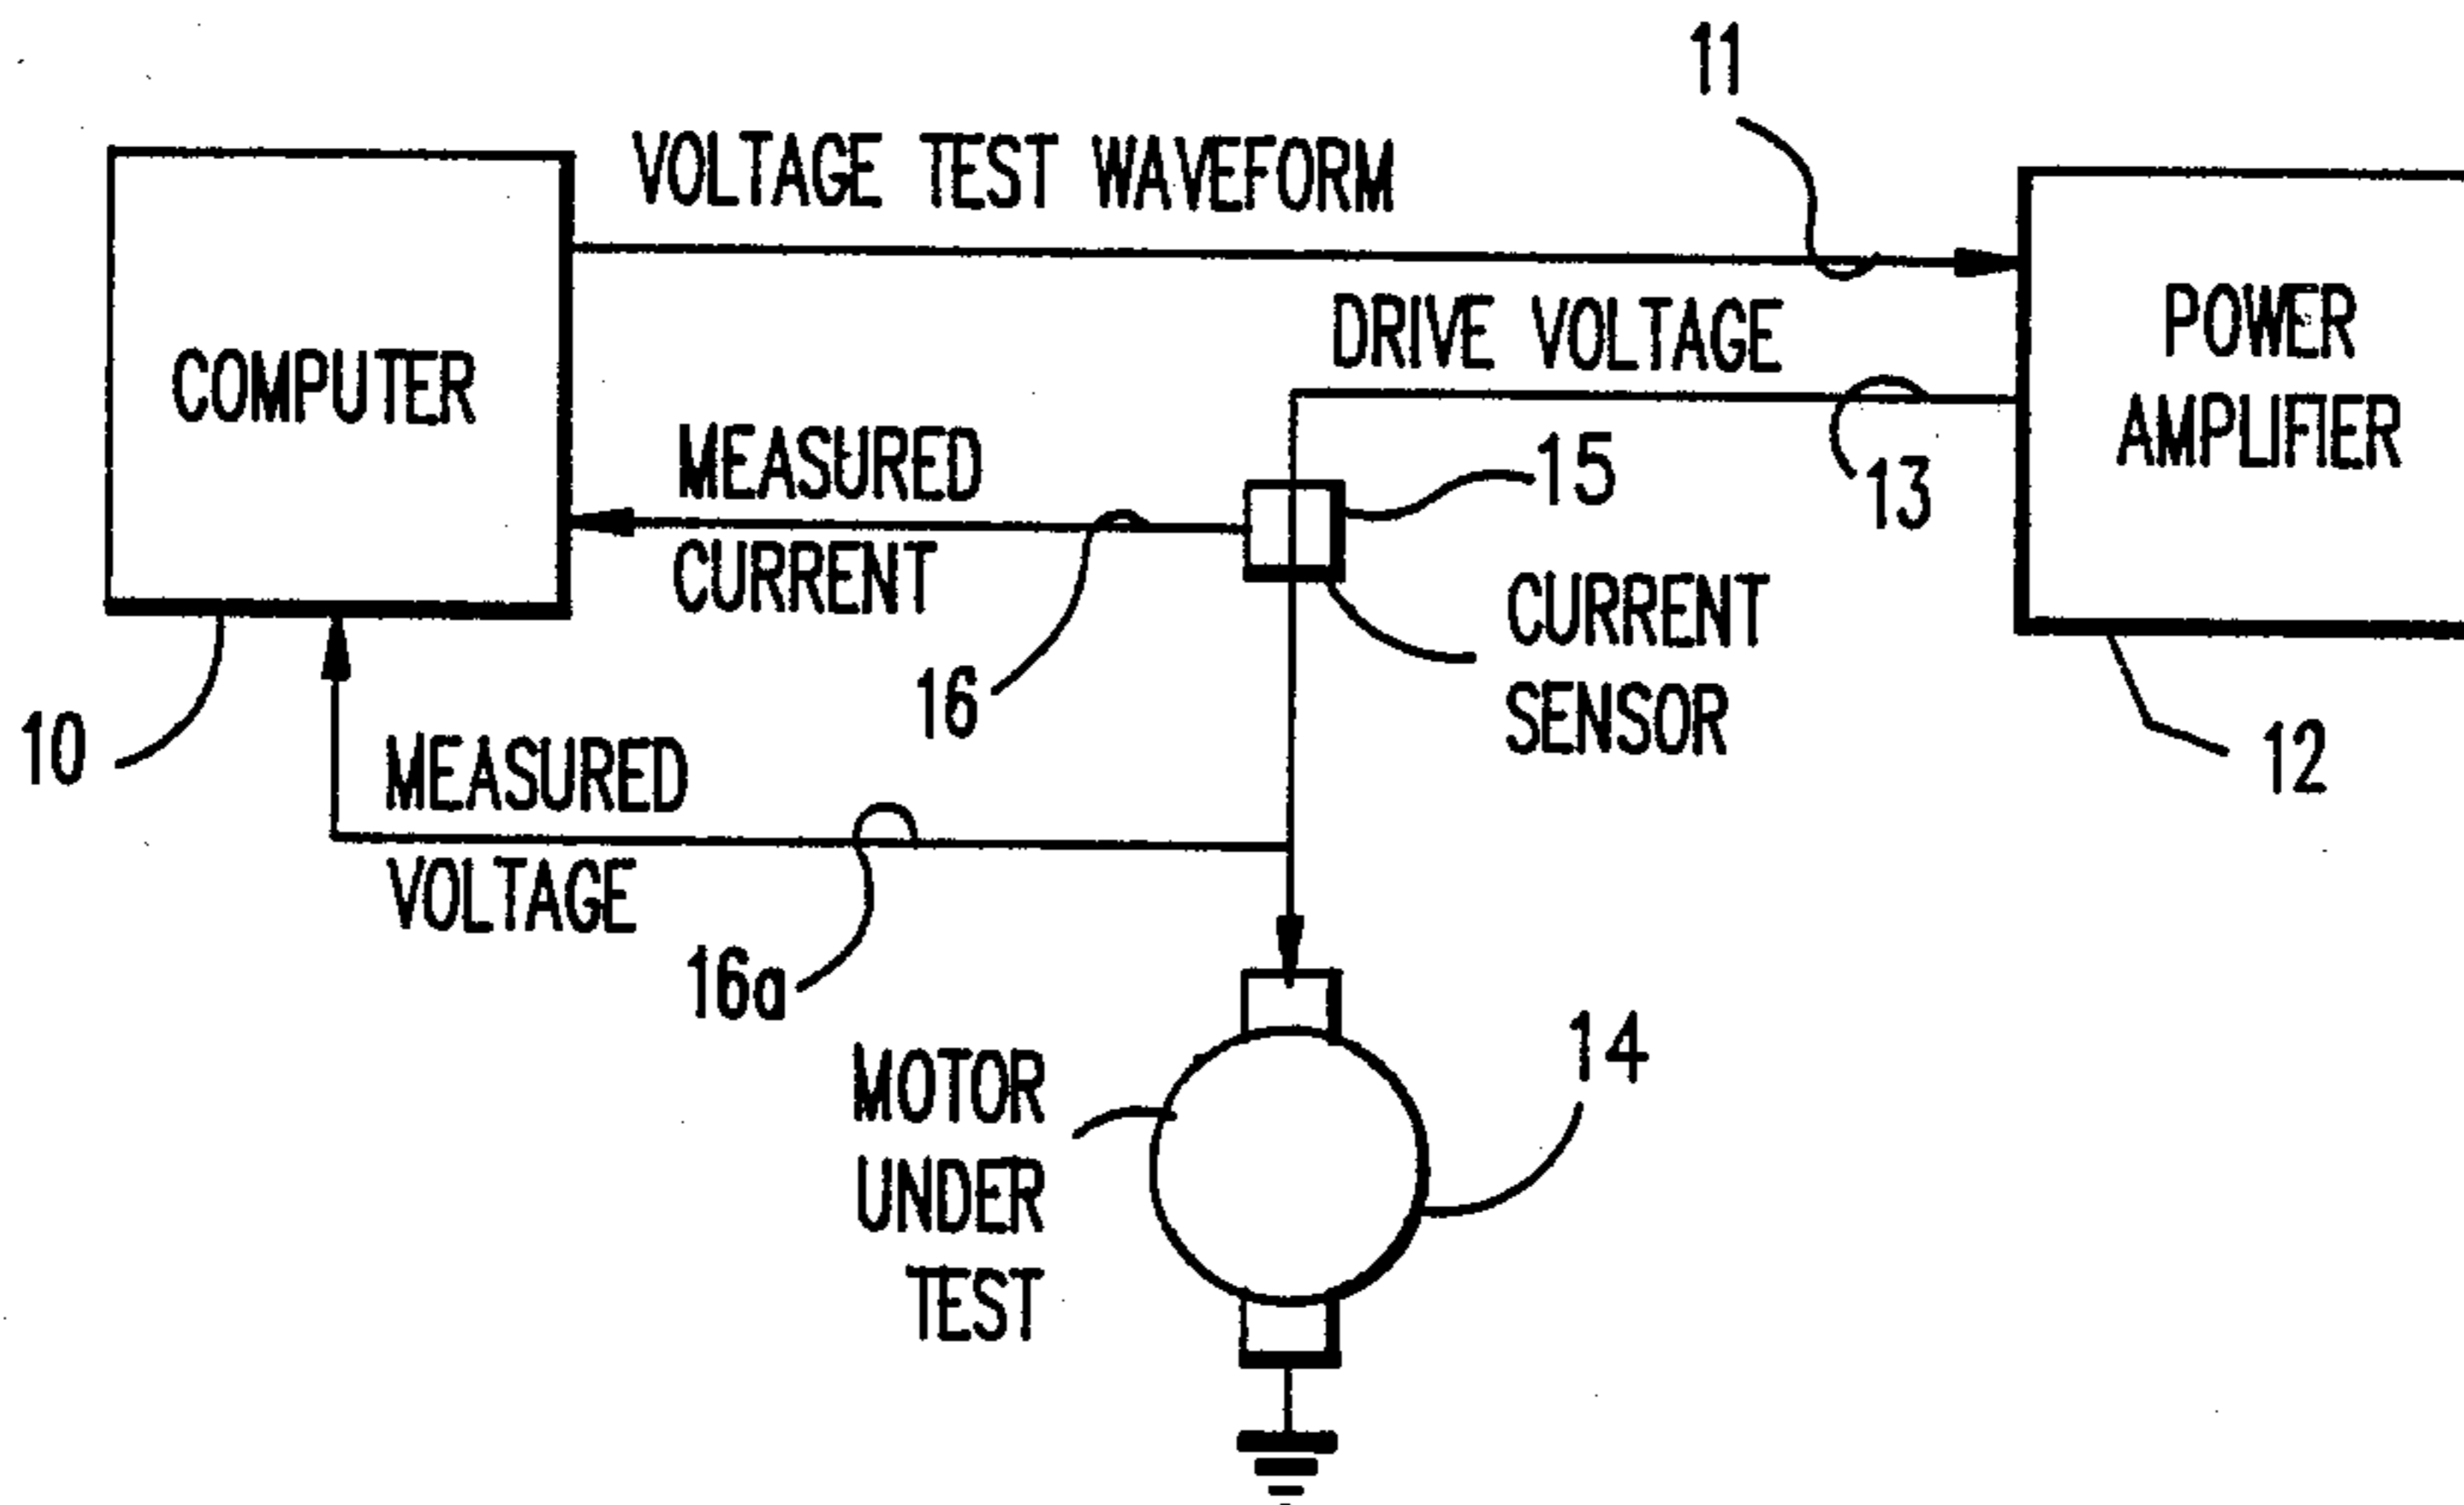 11
VOLTAGE TEST WAVEFORM
COMPUTER
DRIVE VOLTAGE
POWER
AMPLIFIER
MEASURED
CURRENT
15
13
CURRENT
SENSOR
16
10
12
MEASURED
VOLTAGE
16a
MOTOR
UNDER
TEST
14